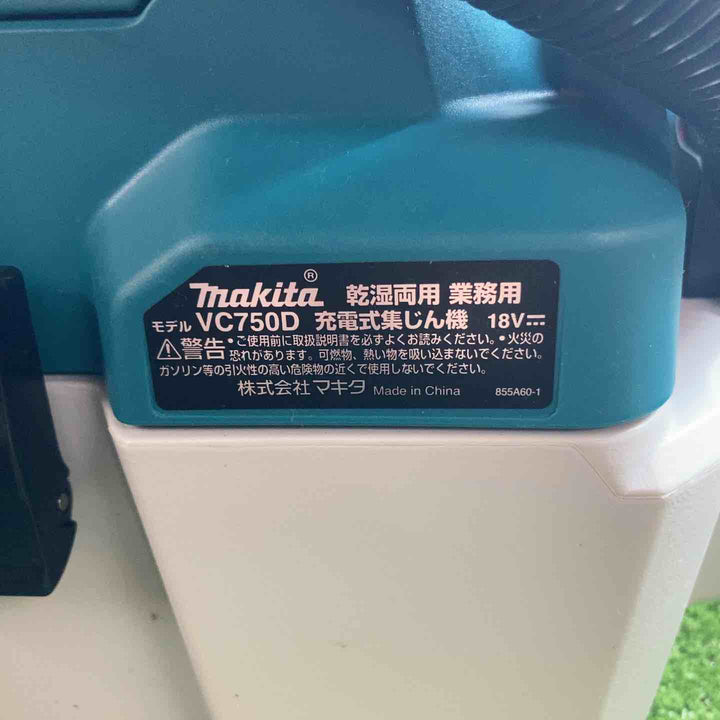 makita® 乾湿両用 業務用
モデル VC750D 充電式集じん機 18V⎓
⚠警告 •ご使用前に取扱説明書を必ずよくお読みください。•火災の
恐れがあります。可燃物、熱い物を吸い込まないでください。
ガソリン等の引火性の高い危険物の近くで使用しないでください。
株式会社マキタ Made in China 855A60-1